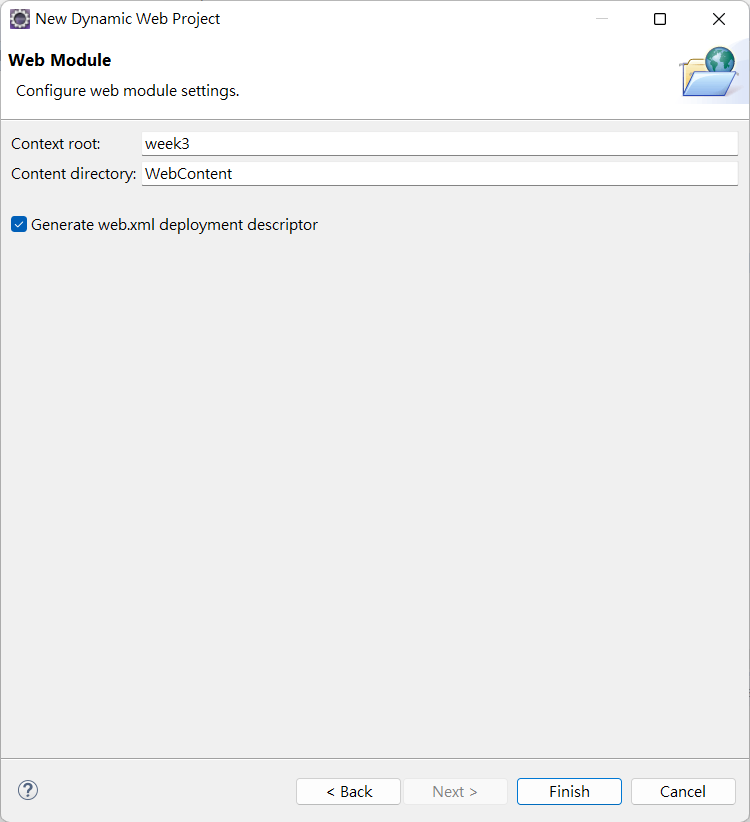 New Dynamic Web Project
Web Module
Configure web module settings.
Context root: week3
Content directory: WebContent
Generate web.xml deployment descriptor
? < Back Next > Finish Cancel